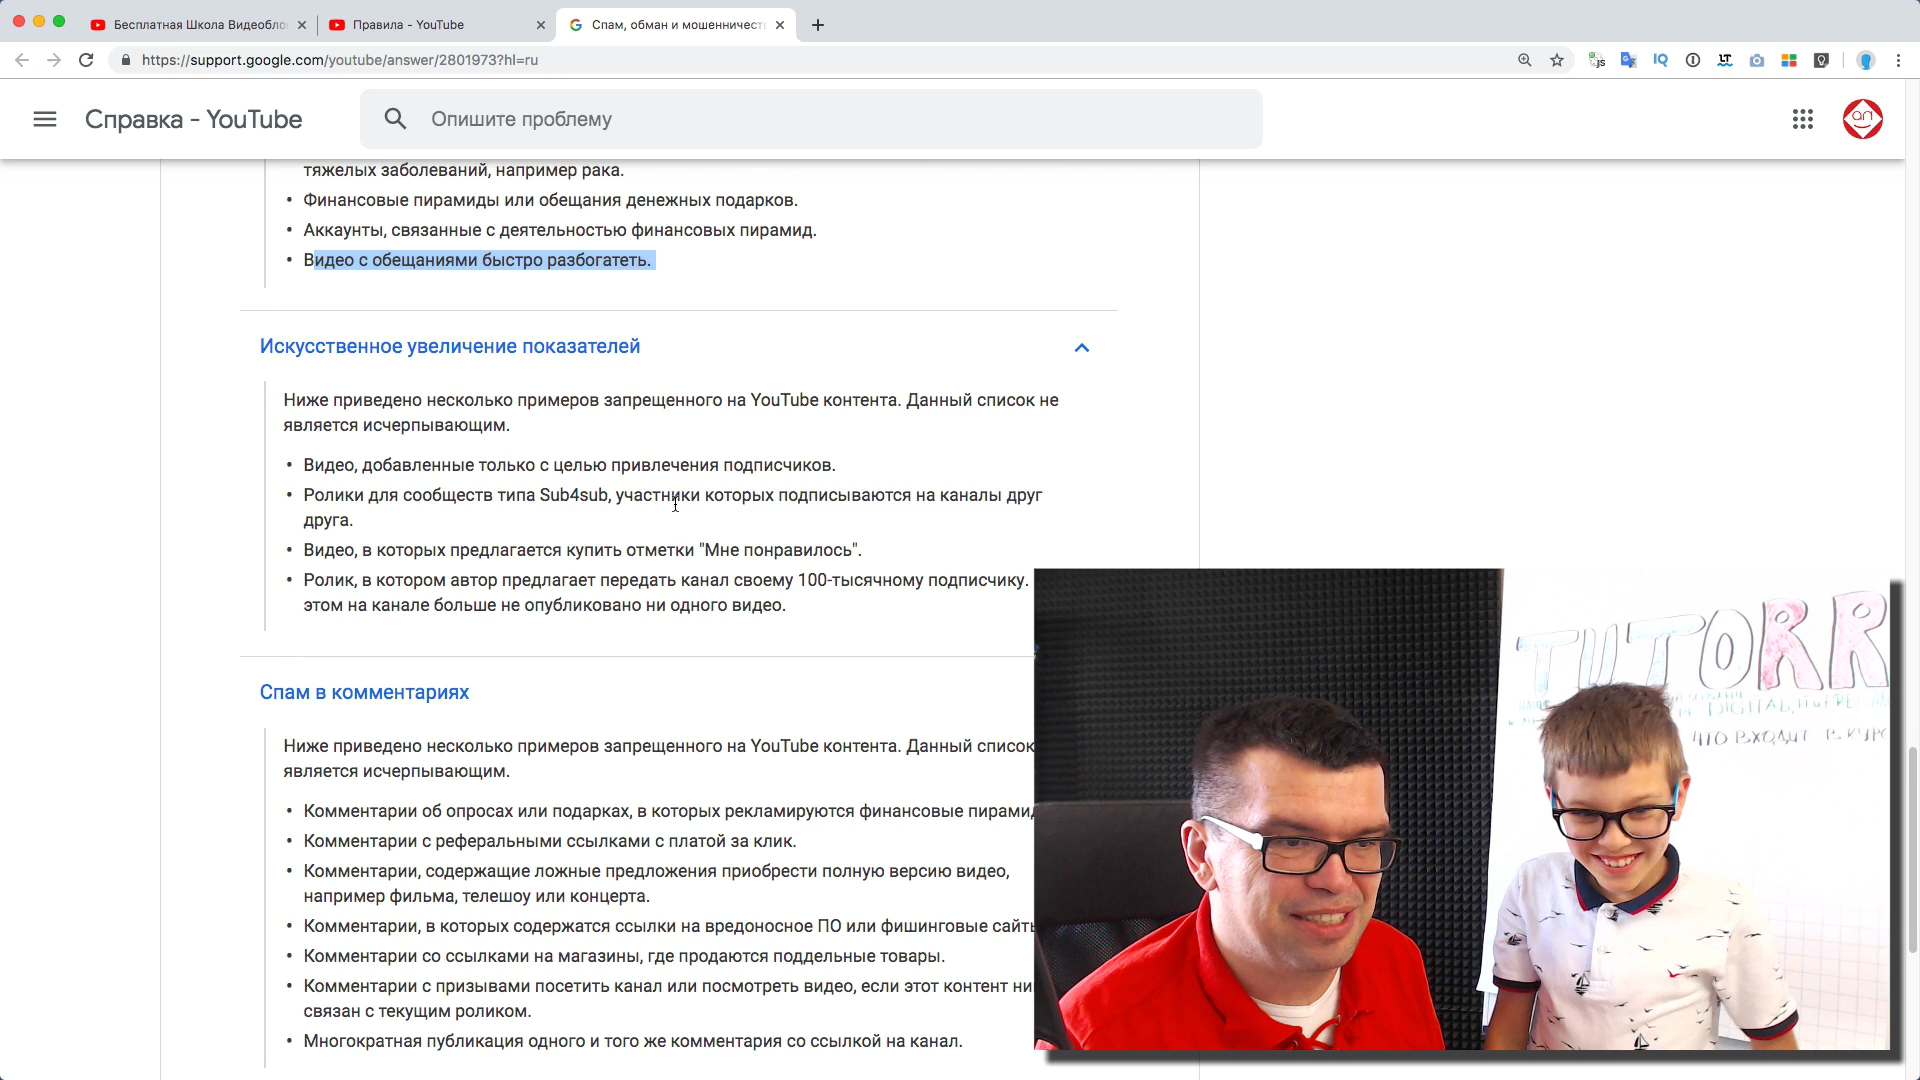 Бесплатная Школа Видеобло
Правила - YouTube
Спам, обман и мошенничест
https://support.google.com/youtube/answer/2801973?hl=ru
Справка - YouTube
Опишите проблему
тяжелых заболеваний, например рака.
• Финансовые пирамиды или обещания денежных подарков.
• Аккаунты, связанные с деятельностью финансовых пирамид.
• Видео с обещаниями быстро разбогатеть.
Искусственное увеличение показателей
Ниже приведено несколько примеров запрещенного на YouTube контента. Данный список не
является исчерпывающим.
• Видео, добавленные только с целью привлечения подписчиков.
• Ролики для сообществ типа Sub4sub, участники которых подписываются на каналы друг
друга.
• Видео, в которых предлагается купить отметки "Мне понравилось".
• Ролик, в котором автор предлагает передать канал своему 100-тысячному подписчику.
этом на канале больше не опубликовано ни одного видео.
Спам в комментариях
Ниже приведено несколько примеров запрещенного на YouTube контента. Данный список
является исчерпывающим.
• Комментарии об опросах или подарках, в которых рекламируются финансовые пирамид
• Комментарии с реферальными ссылками с платой за клик.
• Комментарии, содержащие ложные предложения приобрести полную версию видео,
например фильма, телешоу или концерта.
• Комментарии, в которых содержатся ссылки на вредоносное ПО или фишинговые сайты
• Комментарии со ссылками на магазины, где продаются поддельные товары.
• Комментарии с призывами посетить канал или посмотреть видео, если этот контент ни
связан с текущим роликом.
• Многократная публикация одного и того же комментария со ссылкой на канал.
TUTORR
DIGITAL,
ЧТО ВХОДИТ В КУРС